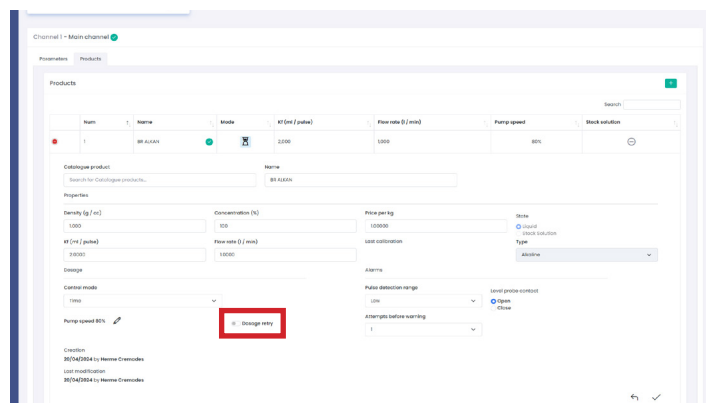 Channel 1 - Main channel
Parameters Products
Products
+
Search
Num Name Mode Kf (ml / pulse) Flow rate (l / min) Pump speed Stock solution
1 BR ALKAN 2,000 1,000 80%
Catalogue product Name
Search for Catalogue products... BR ALKAN
Properties
Density (g / cc) Concentration (%) Price per kg State
1.000 100 1.00000 Liquid
Stock Solution
Kf (ml / pulse) Flow rate (l / min) Last calibration Type
2.0000 1.0000 Alkaline
Dosage Alarms
Control mode Pulse detection range Level probe contact
Time Low Open
Close
Pump speed 80% Dosage retry Attempts before warning
1
Creation
30/04/2024 by Herme Cremades
Last modification
30/04/2024 by Herme Cremades